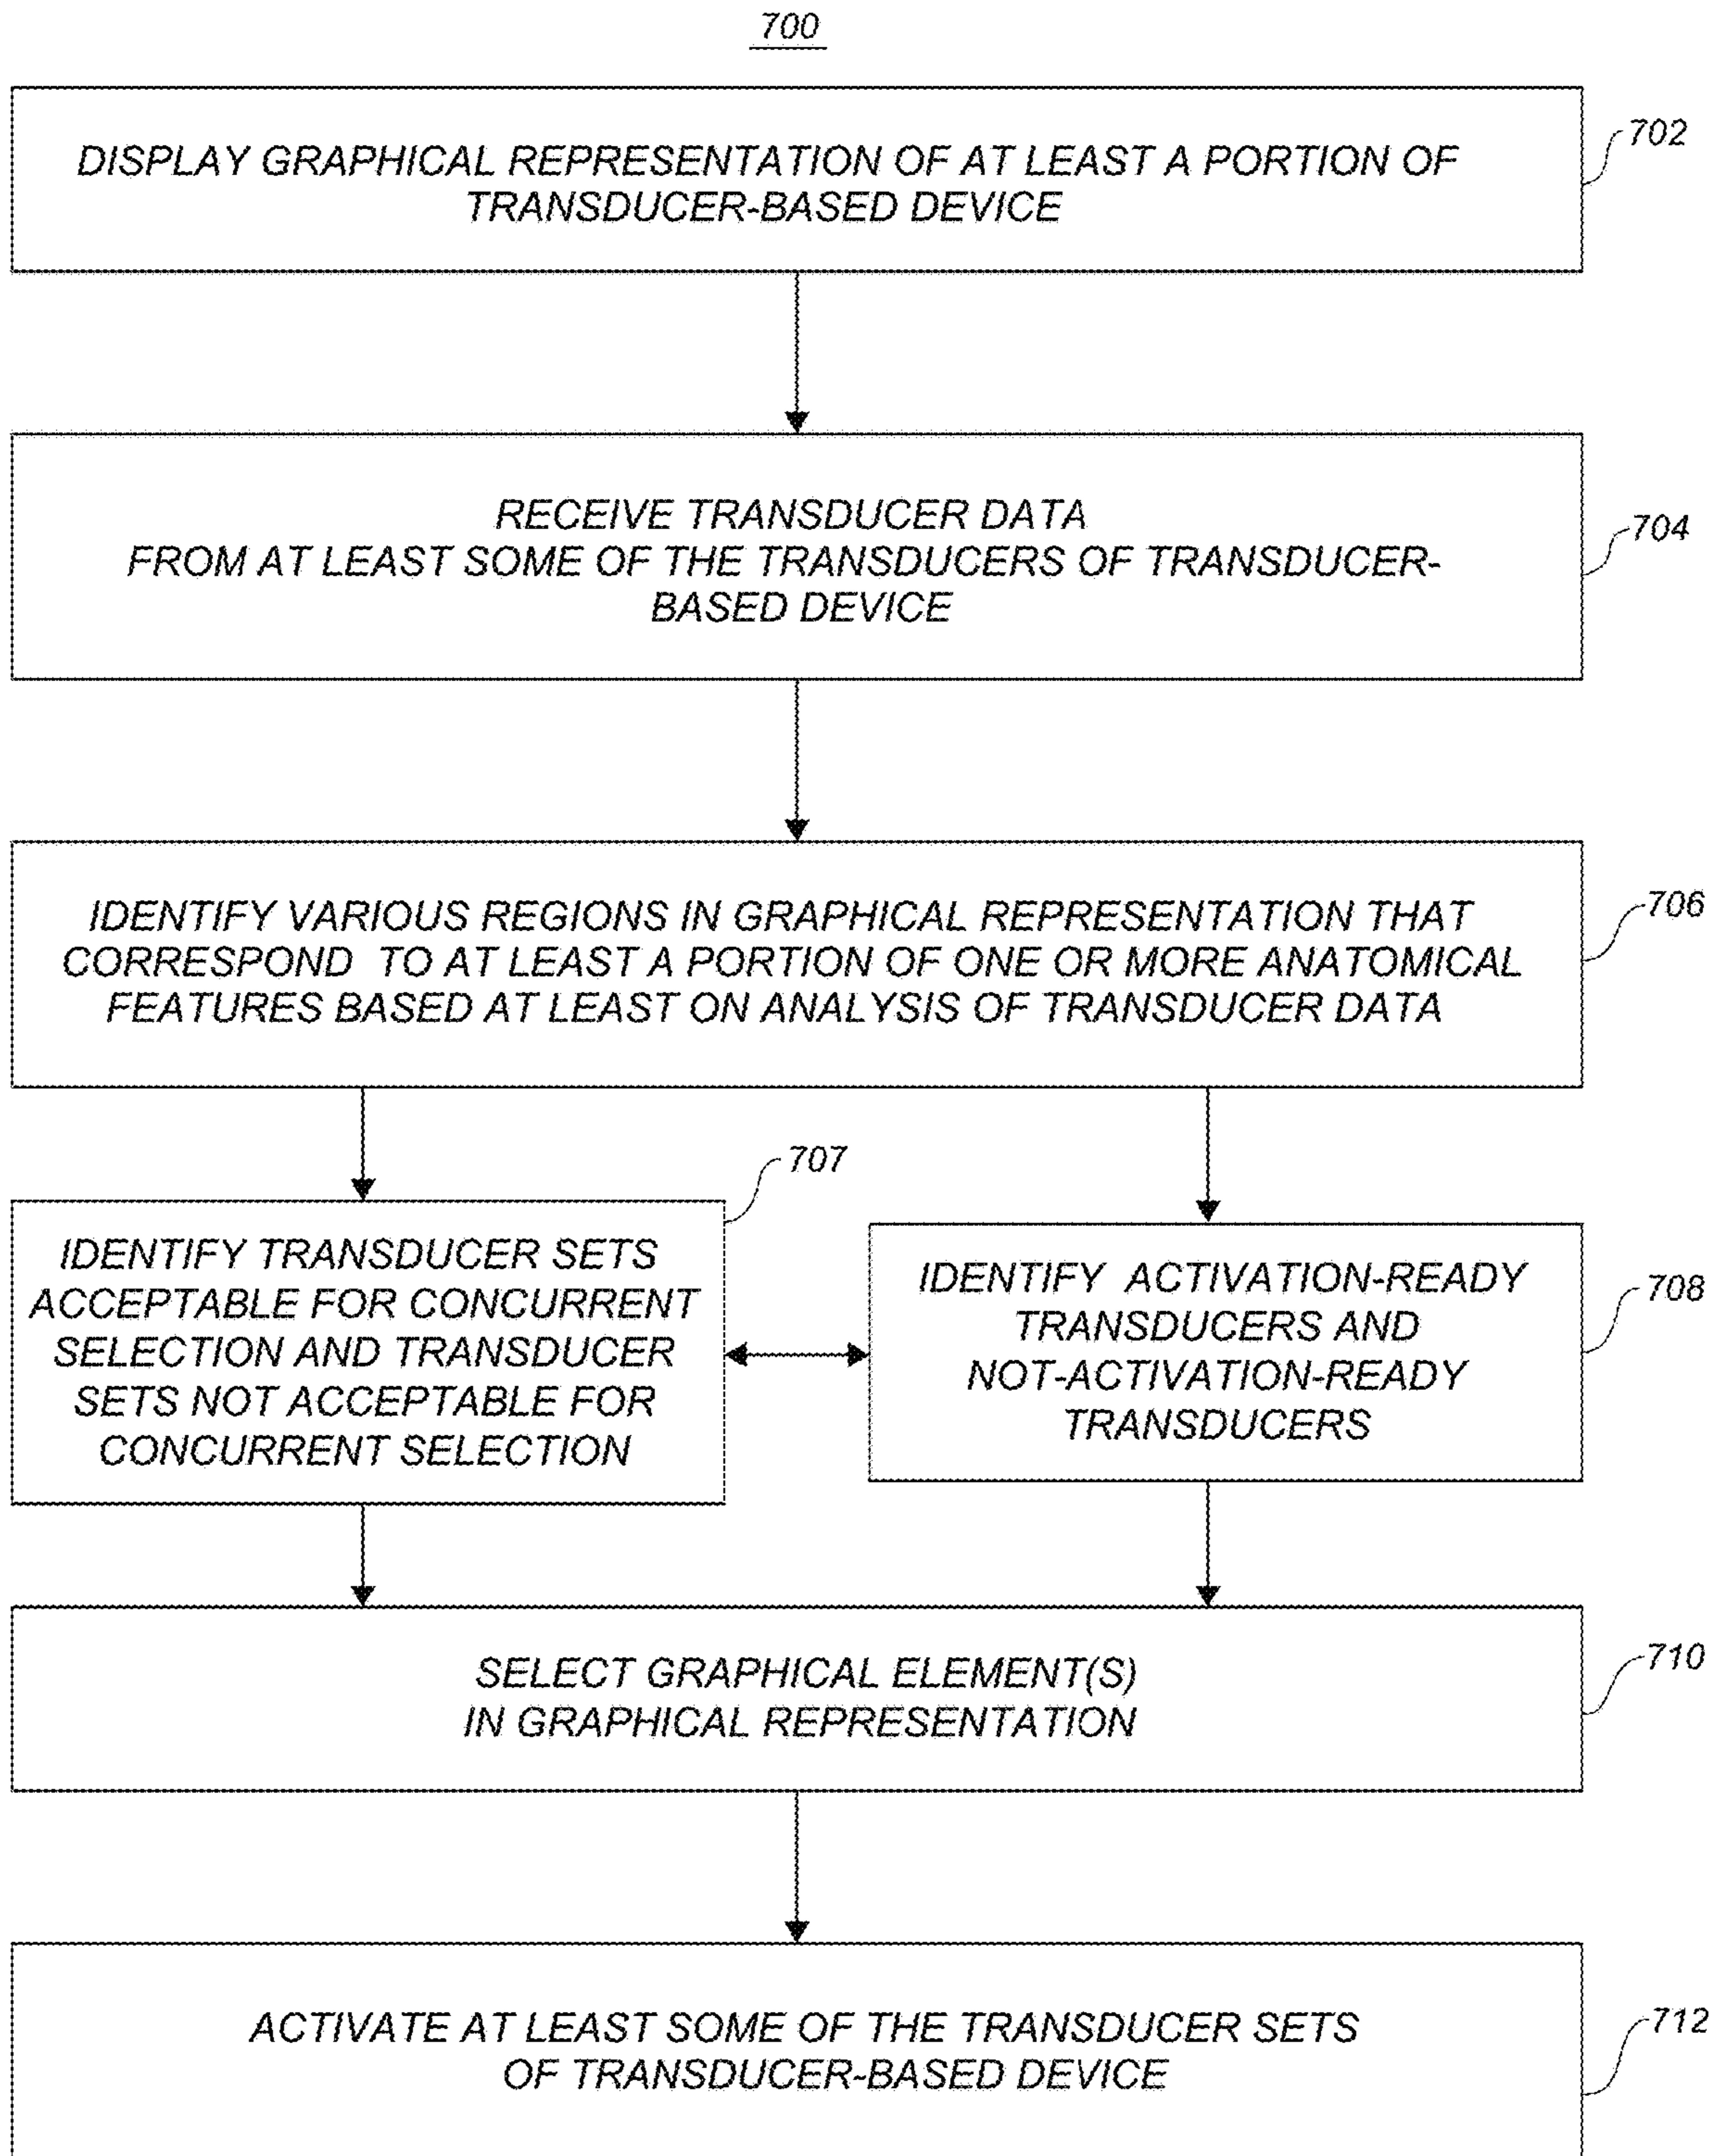 700
DISPLAY GRAPHICAL REPRESENTATION OF AT LEAST A PORTION OF
TRANSDUCER-BASED DEVICE
702
RECEIVE TRANSDUCER DATA
FROM AT LEAST SOME OF THE TRANSDUCERS OF TRANSDUCER-
BASED DEVICE
704
IDENTIFY VARIOUS REGIONS IN GRAPHICAL REPRESENTATION THAT
CORRESPOND TO AT LEAST A PORTION OF ONE OR MORE ANATOMICAL
FEATURES BASED AT LEAST ON ANALYSIS OF TRANSDUCER DATA
706
707
IDENTIFY TRANSDUCER SETS
ACCEPTABLE FOR CONCURRENT
SELECTION AND TRANSDUCER
SETS NOT ACCEPTABLE FOR
CONCURRENT SELECTION
IDENTIFY ACTIVATION-READY
TRANSDUCERS AND
NOT-ACTIVATION-READY
TRANSDUCERS
708
SELECT GRAPHICAL ELEMENT(S)
IN GRAPHICAL REPRESENTATION
710
ACTIVATE AT LEAST SOME OF THE TRANSDUCER SETS
OF TRANSDUCER-BASED DEVICE
712